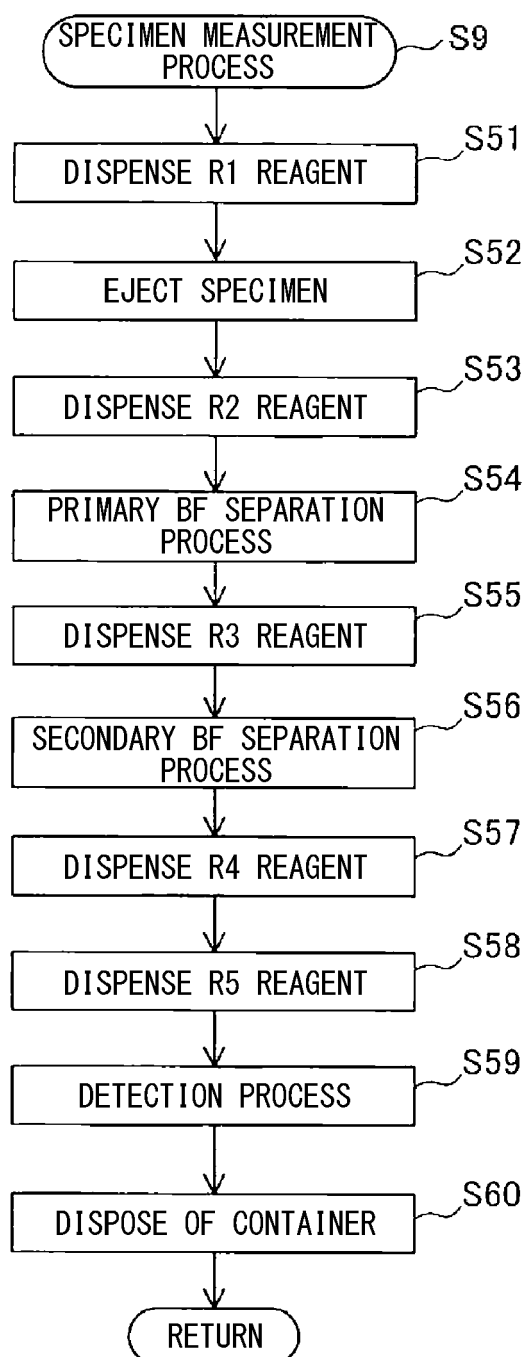 SPECIMEN MEASUREMENT
PROCESS
S9
S51
DISPENSE R1 REAGENT
S52
EJECT SPECIMEN
S53
DISPENSE R2 REAGENT
S54
PRIMARY BF SEPARATION
PROCESS
S55
DISPENSE R3 REAGENT
S56
SECONDARY BF SEPARATION
PROCESS
S57
DISPENSE R4 REAGENT
S58
DISPENSE R5 REAGENT
S59
DETECTION PROCESS
S60
DISPOSE OF CONTAINER
RETURN